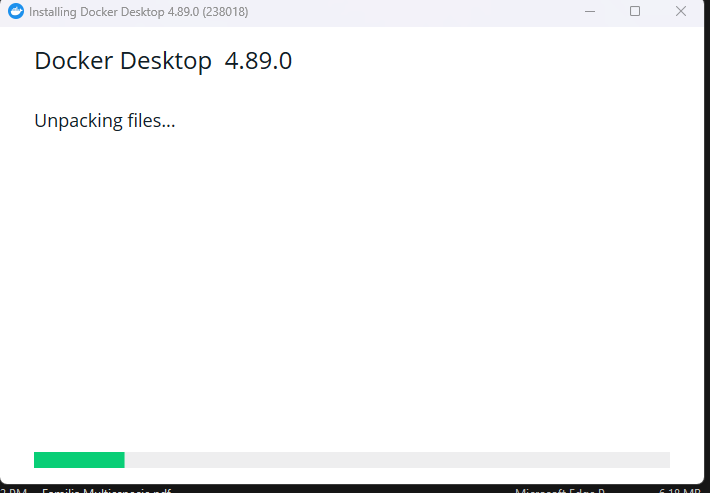 Installing Docker Desktop 4.89.0 (238018)
Docker Desktop 4.89.0
Unpacking files...